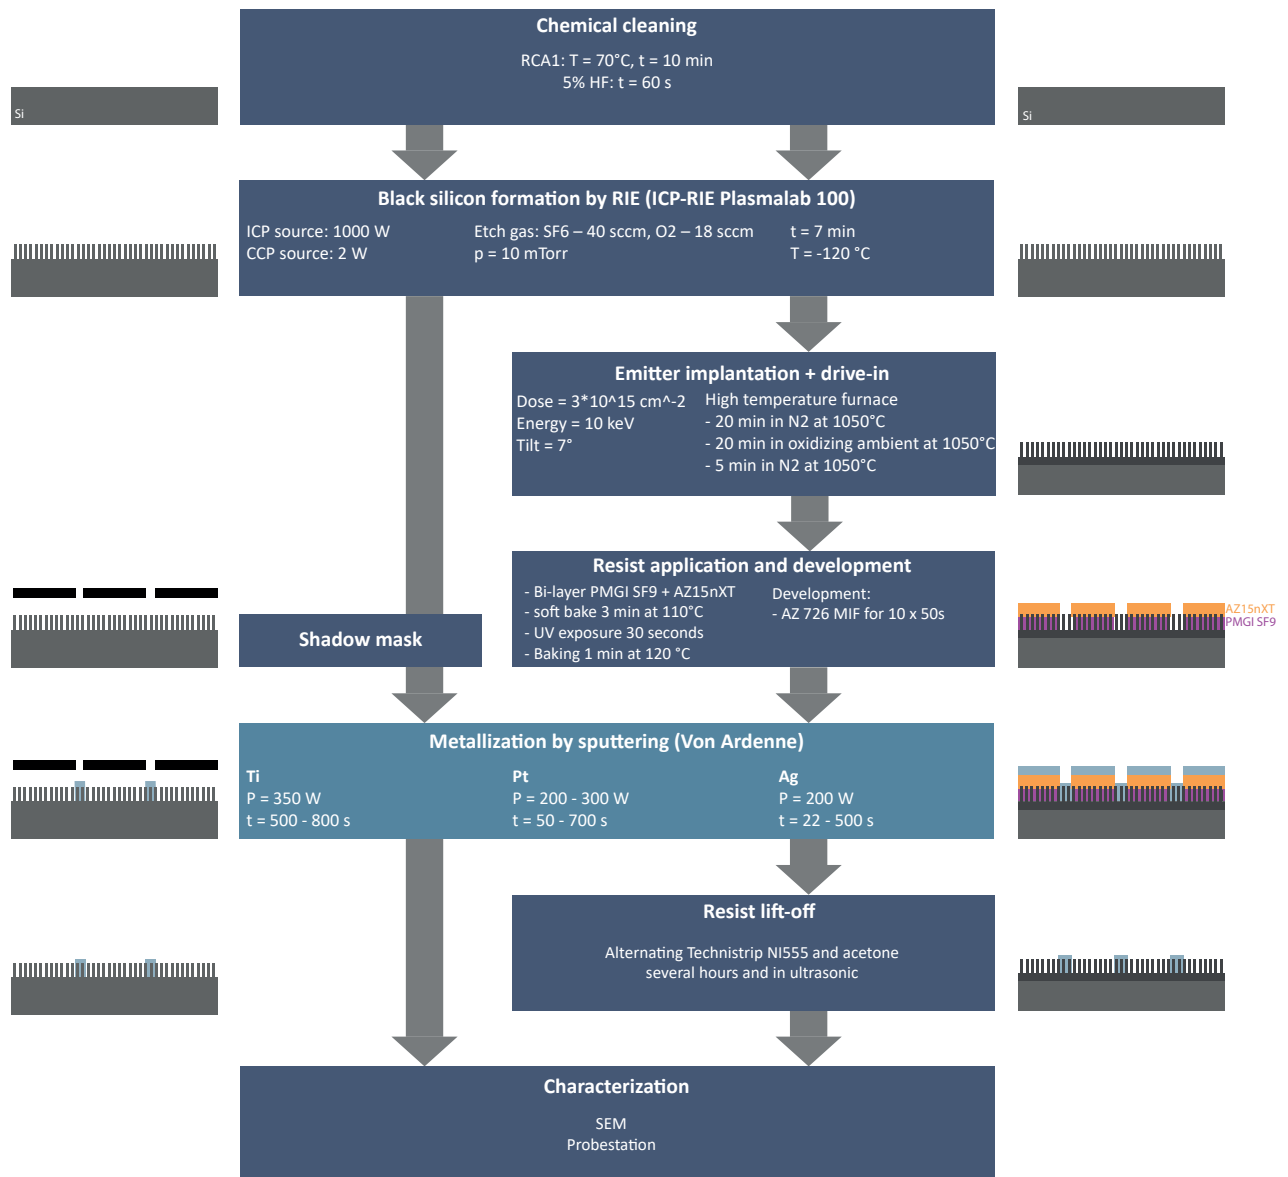 Chemical cleaning
RCA1: T = 70°C, t = 10 min
5% HF: t = 60 s
Si
Si
Black silicon formation by RIE (ICP-RIE Plasmalab 100)
ICP source: 1000 W
CCP source: 2 W
Etch gas: SF6 – 40 sccm, O2 – 18 sccm
p = 10 mTorr
t = 7 min
T = -120 °C
Emitter implantation + drive-in
Dose = 3*10^15 cm^-2
Energy = 10 keV
Tilt = 7°
High temperature furnace
- 20 min in N2 at 1050°C
- 20 min in oxidizing ambient at 1050°C
- 5 min in N2 at 1050°C
Resist application and development
- Bi-layer PMGI SF9 + AZ15nXT
- soft bake 3 min at 110°C
- UV exposure 30 seconds
- Baking 1 min at 120 °C
Development:
- AZ 726 MIF for 10 x 50s
AZ15nXT
PMGI SF9
Shadow mask
Metallization by sputtering (Von Ardenne)
Ti
P = 350 W
t = 500 - 800 s
Pt
P = 200 - 300 W
t = 50 - 700 s
Ag
P = 200 W
t = 22 - 500 s
Resist lift-off
Alternating Technistrip NI555 and acetone
several hours and in ultrasonic
Characterization
SEM
Probestation